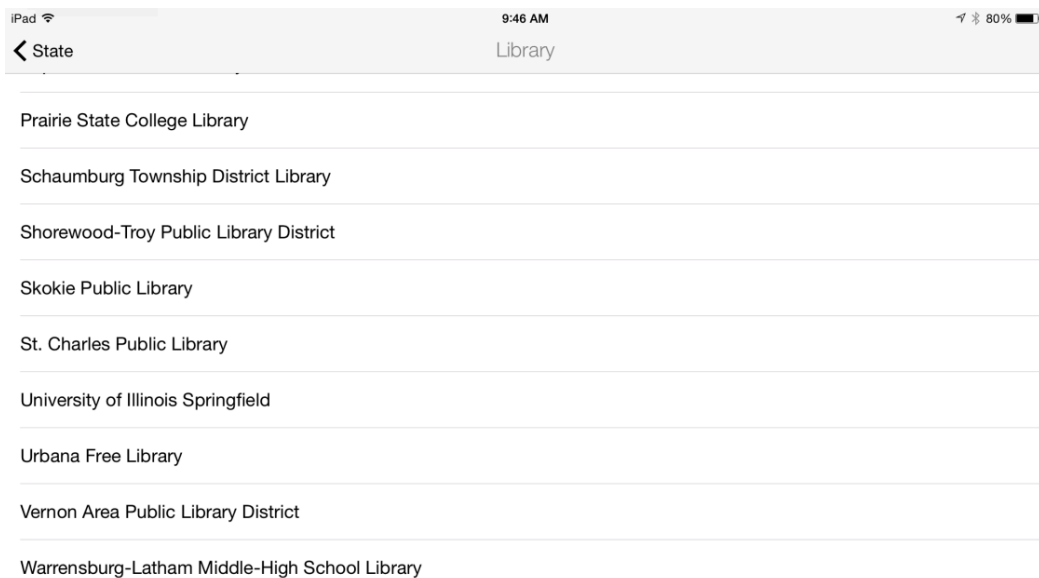 iPad
9:46 AM
80%
State
Library
Prairie State College Library
Schaumburg Township District Library
Shorewood-Troy Public Library District
Skokie Public Library
St. Charles Public Library
University of Illinois Springfield
Urbana Free Library
Vernon Area Public Library District
Warrensburg-Latham Middle-High School Library